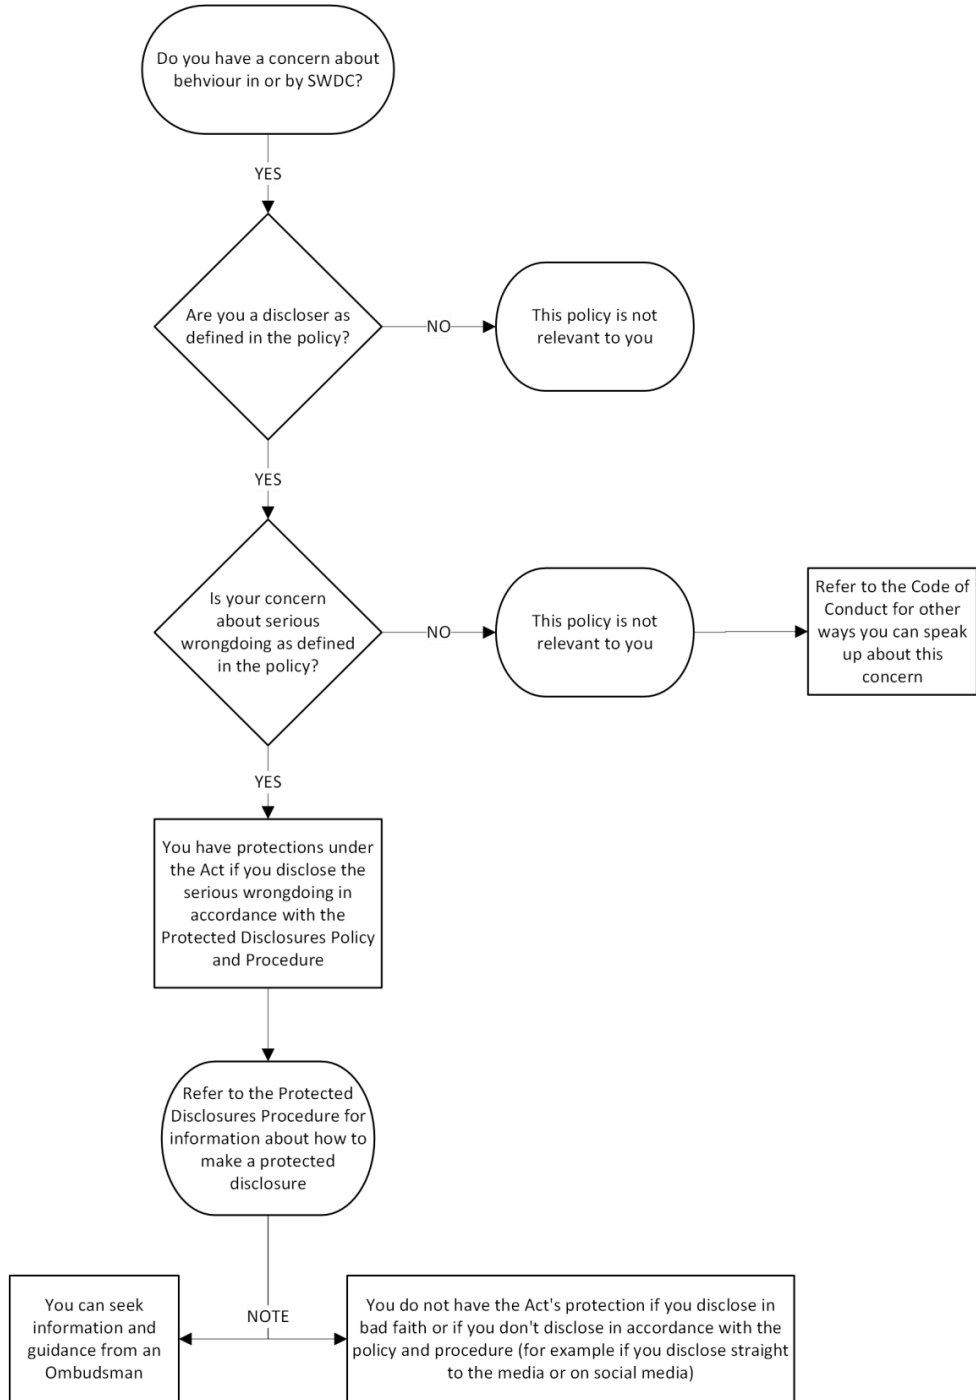 Do you have a concern about
behviour in or by SWDC?
YES
Are you a discloser as
defined in the policy?
NO
This policy is not
relevant to you
YES
Is your concern
about serious
wrongdoing as defined
in the policy?
NO
This policy is not
relevant to you
Refer to the Code of
Conduct for other
ways you can speak
up about this
concern
YES
You have protections under
the Act if you disclose the
serious wrongdoing in
accordance with the
Protected Disclosures Policy
and Procedure
Refer to the Protected
Disclosures Procedure for
information about how to
make a protected
disclosure
NOTE
You can seek
information and
guidance from an
Ombudsman
You do not have the Act's protection if you disclose in
bad faith or if you don't disclose in accordance with the
policy and procedure (for example if you disclose straight
to the media or on social media)